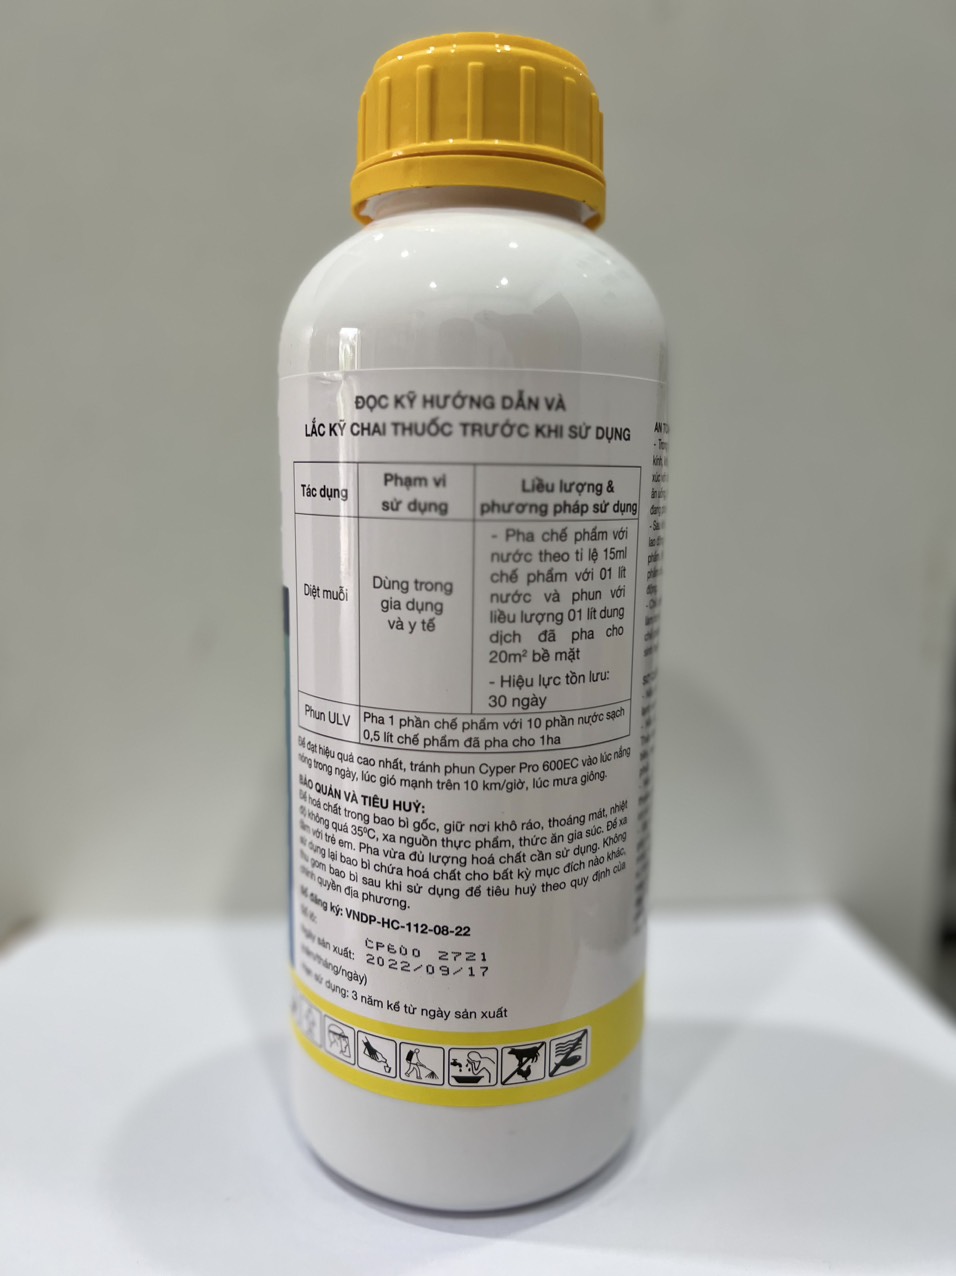 ĐỌC KỸ HƯỚNG DẪN VÀ
LẮC KỸ CHAI THUỐC TRƯỚC KHI SỬ DỤNG
Tác dụng
Phạm vi
sử dụng
Liều lượng &
phương pháp sử dụng
Diệt muỗi
Dùng trong
gia dụng
và y tế
- Pha chế phẩm với
nước theo tỉ lệ 15ml
chế phẩm với 01 lít
nước và phun với
liều lượng 01 lít dung
dịch đã pha cho
20m² bề mặt
- Hiệu lực tồn lưu:
30 ngày
Phun ULV
Pha 1 phần chế phẩm với 10 phần nước sạch
0,5 lít chế phẩm đã pha cho 1ha
Để đạt hiệu quả cao nhất, tránh phun Cyper Pro 600EC vào lúc nắng
nóng trong ngày, lúc gió mạnh trên 10 km/giờ, lúc mưa giông.
BẢO QUẢN VÀ TIÊU HUỶ:
Để hoá chất trong bao bì gốc, giữ nơi khô ráo, thoáng mát, nhiệt
độ không quá 35ºC, xa nguồn thực phẩm, thức ăn gia súc. Để xa
tầm với trẻ em. Pha vừa đủ lượng hoá chất cần sử dụng. Không
sử dụng lại bao bì chứa hoá chất cho bất kỳ mục đích nào khác,
thu gom bao bì sau khi sử dụng để tiêu huỷ theo quy định của
chính quyền địa phương.
Số đăng ký: VNDP-HC-112-08-22
Số lô: CP600 2721
Ngày sản xuất: 2022/09/17
(năm/tháng/ngày)
Hạn sử dụng: 3 năm kể từ ngày sản xuất